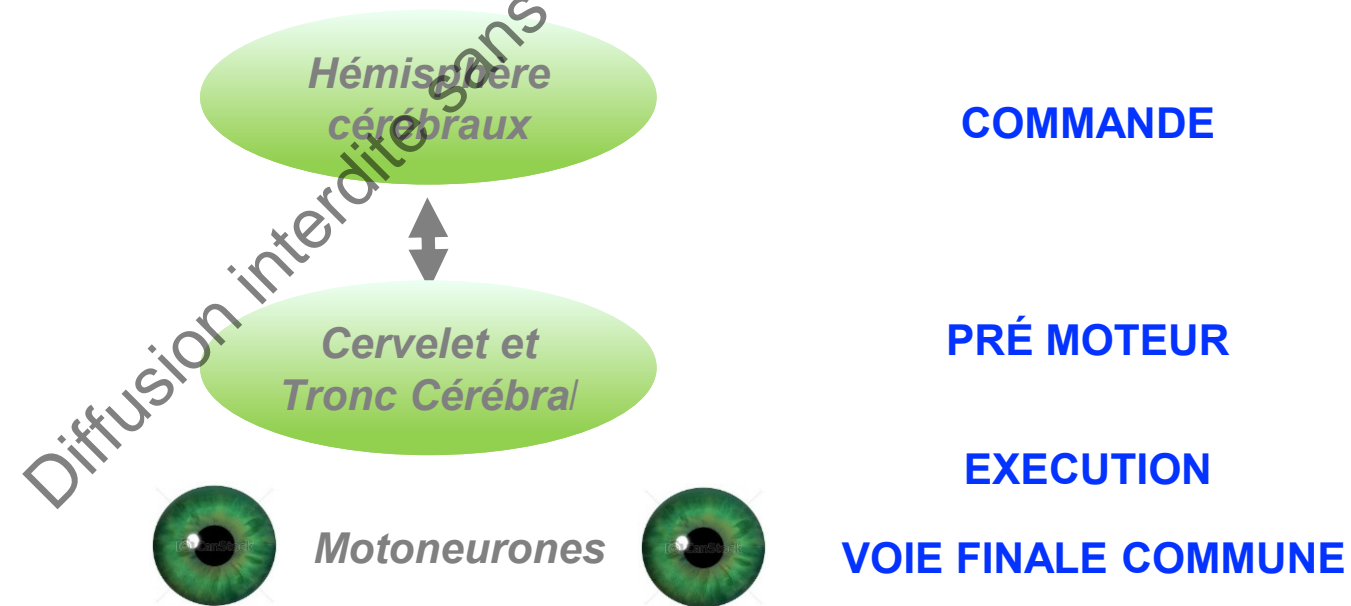 Hémisphère
cérébraux
COMMANDE
Diffusion interdite sans
Cervelet et
Tronc Cérébral
PRÉ MOTEUR
EXECUTION
Motoneurones
VOIE FINALE COMMUNE